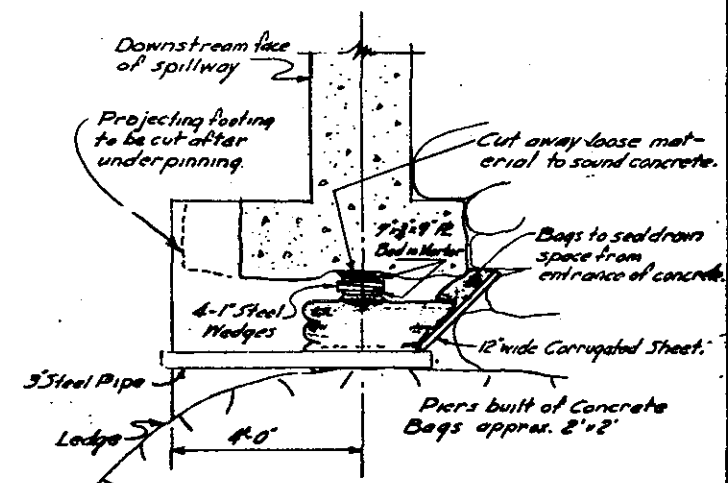 Downstream face
of spillway
Projecting footing
to be cut after
underpinning.
Cut away loose mat-
erial to sound concrete.
Bed in Mortar
Bags to seal drain
space from
entrance of concrete.
4-1" Steel
Wedges
12" wide Corrugated Sheet.
3" Steel Pipe
Piers built of Concrete
Bags approx. 2'x2'
Ledge
4'-0"